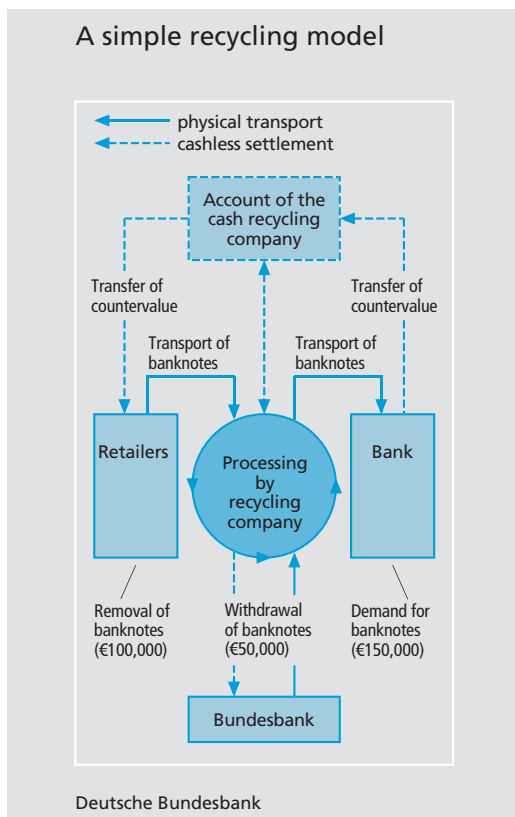 A simple recycling model
physical transport
cashless settlement
Account of the
cash recycling
company
Transfer of
countervalue
Transfer of
countervalue
Transport of
banknotes
Transport of
banknotes
Retailers
Processing
by
recycling
company
Bank
Removal of
banknotes
(€100,000)
Withdrawal
of banknotes
(€50,000)
Demand for
banknotes
(€150,000)
Bundesbank
Deutsche Bundesbank